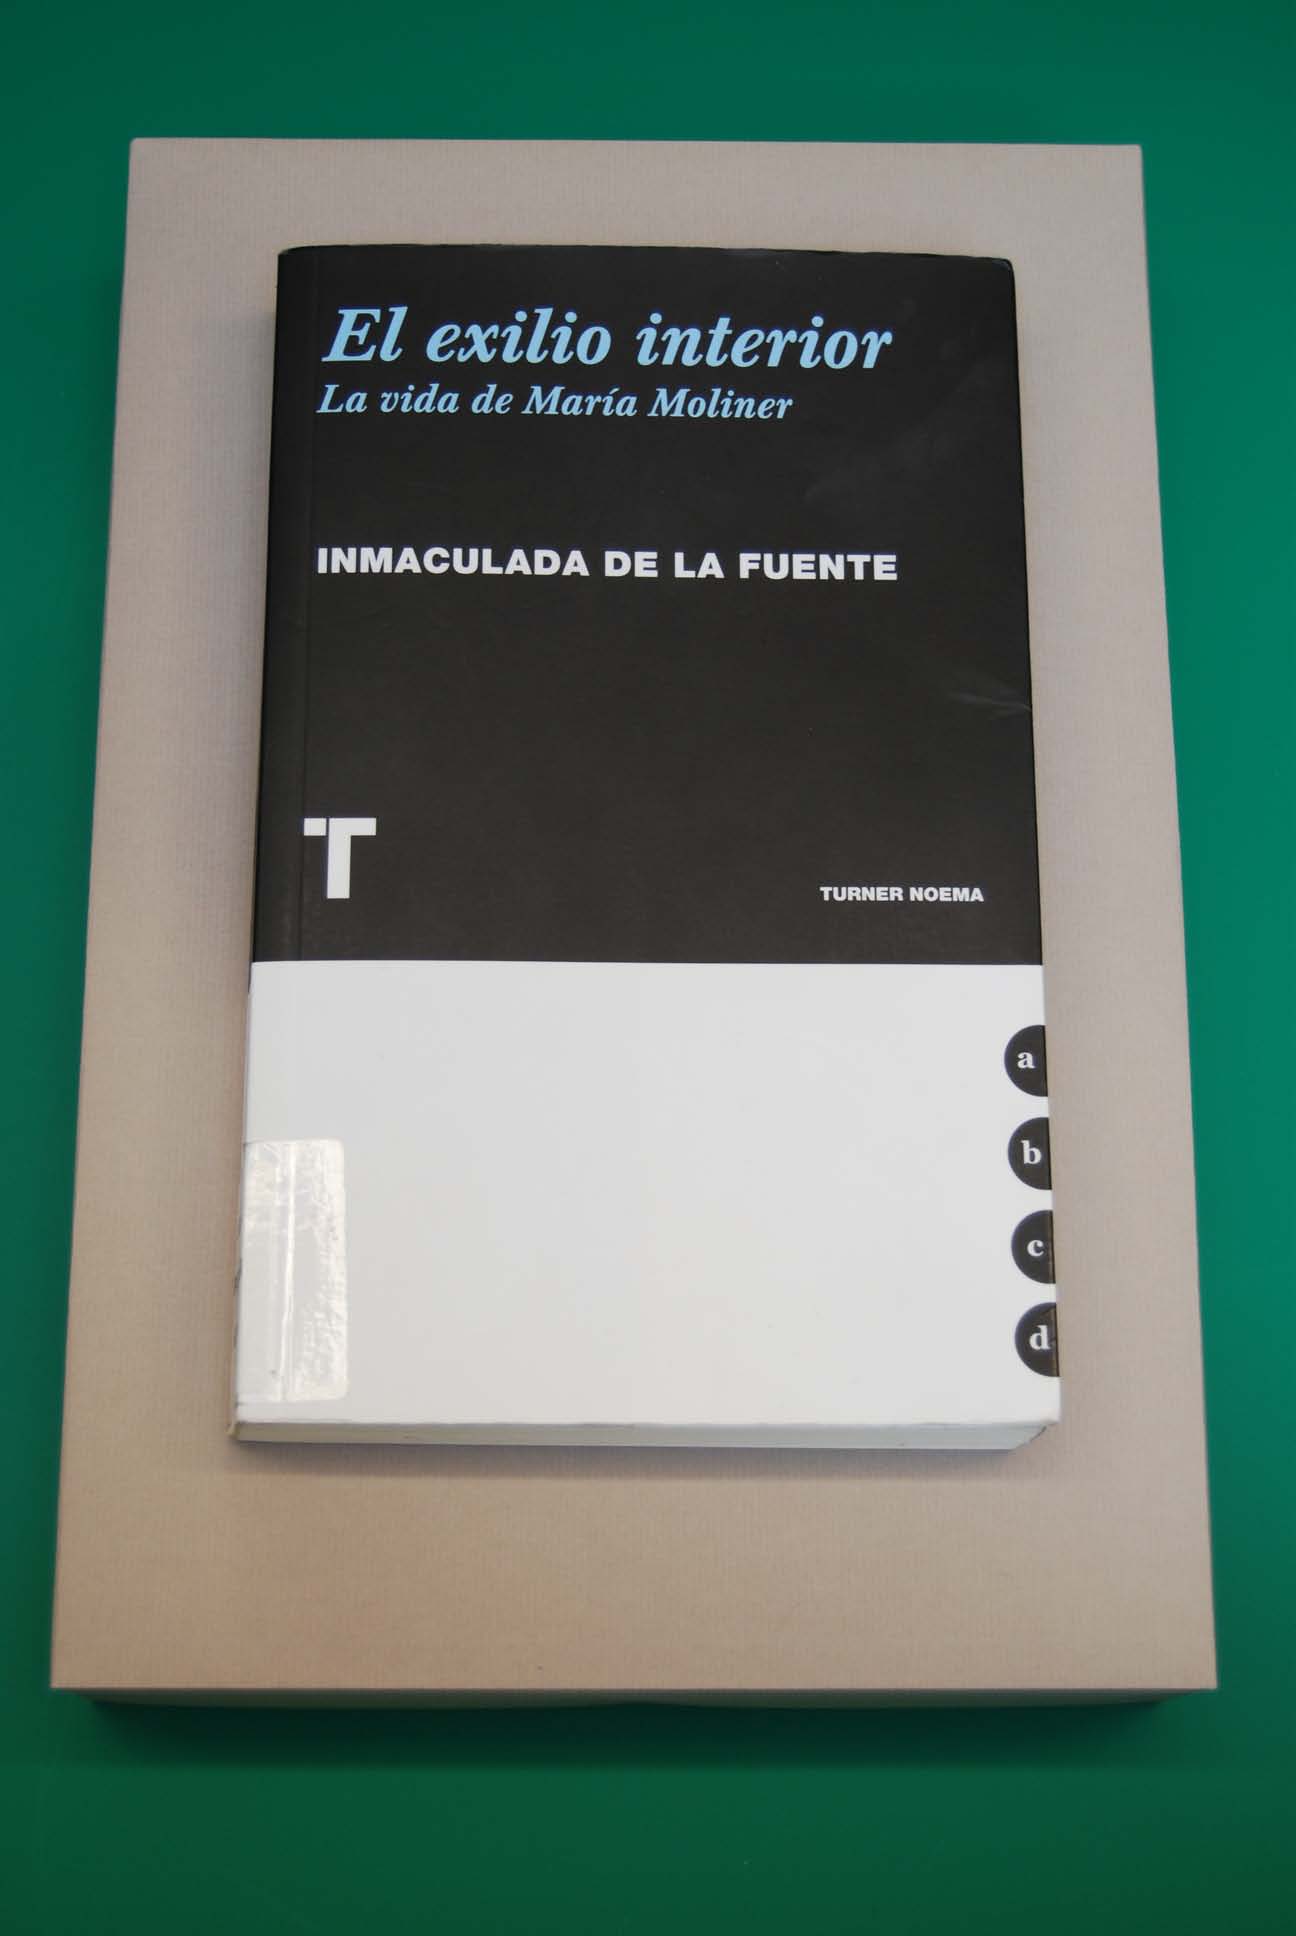 El exilio interior
La vida de María Moliner
INMACULADA DE LA FUENTE
T
TURNER NOEMA
a
b
c
d